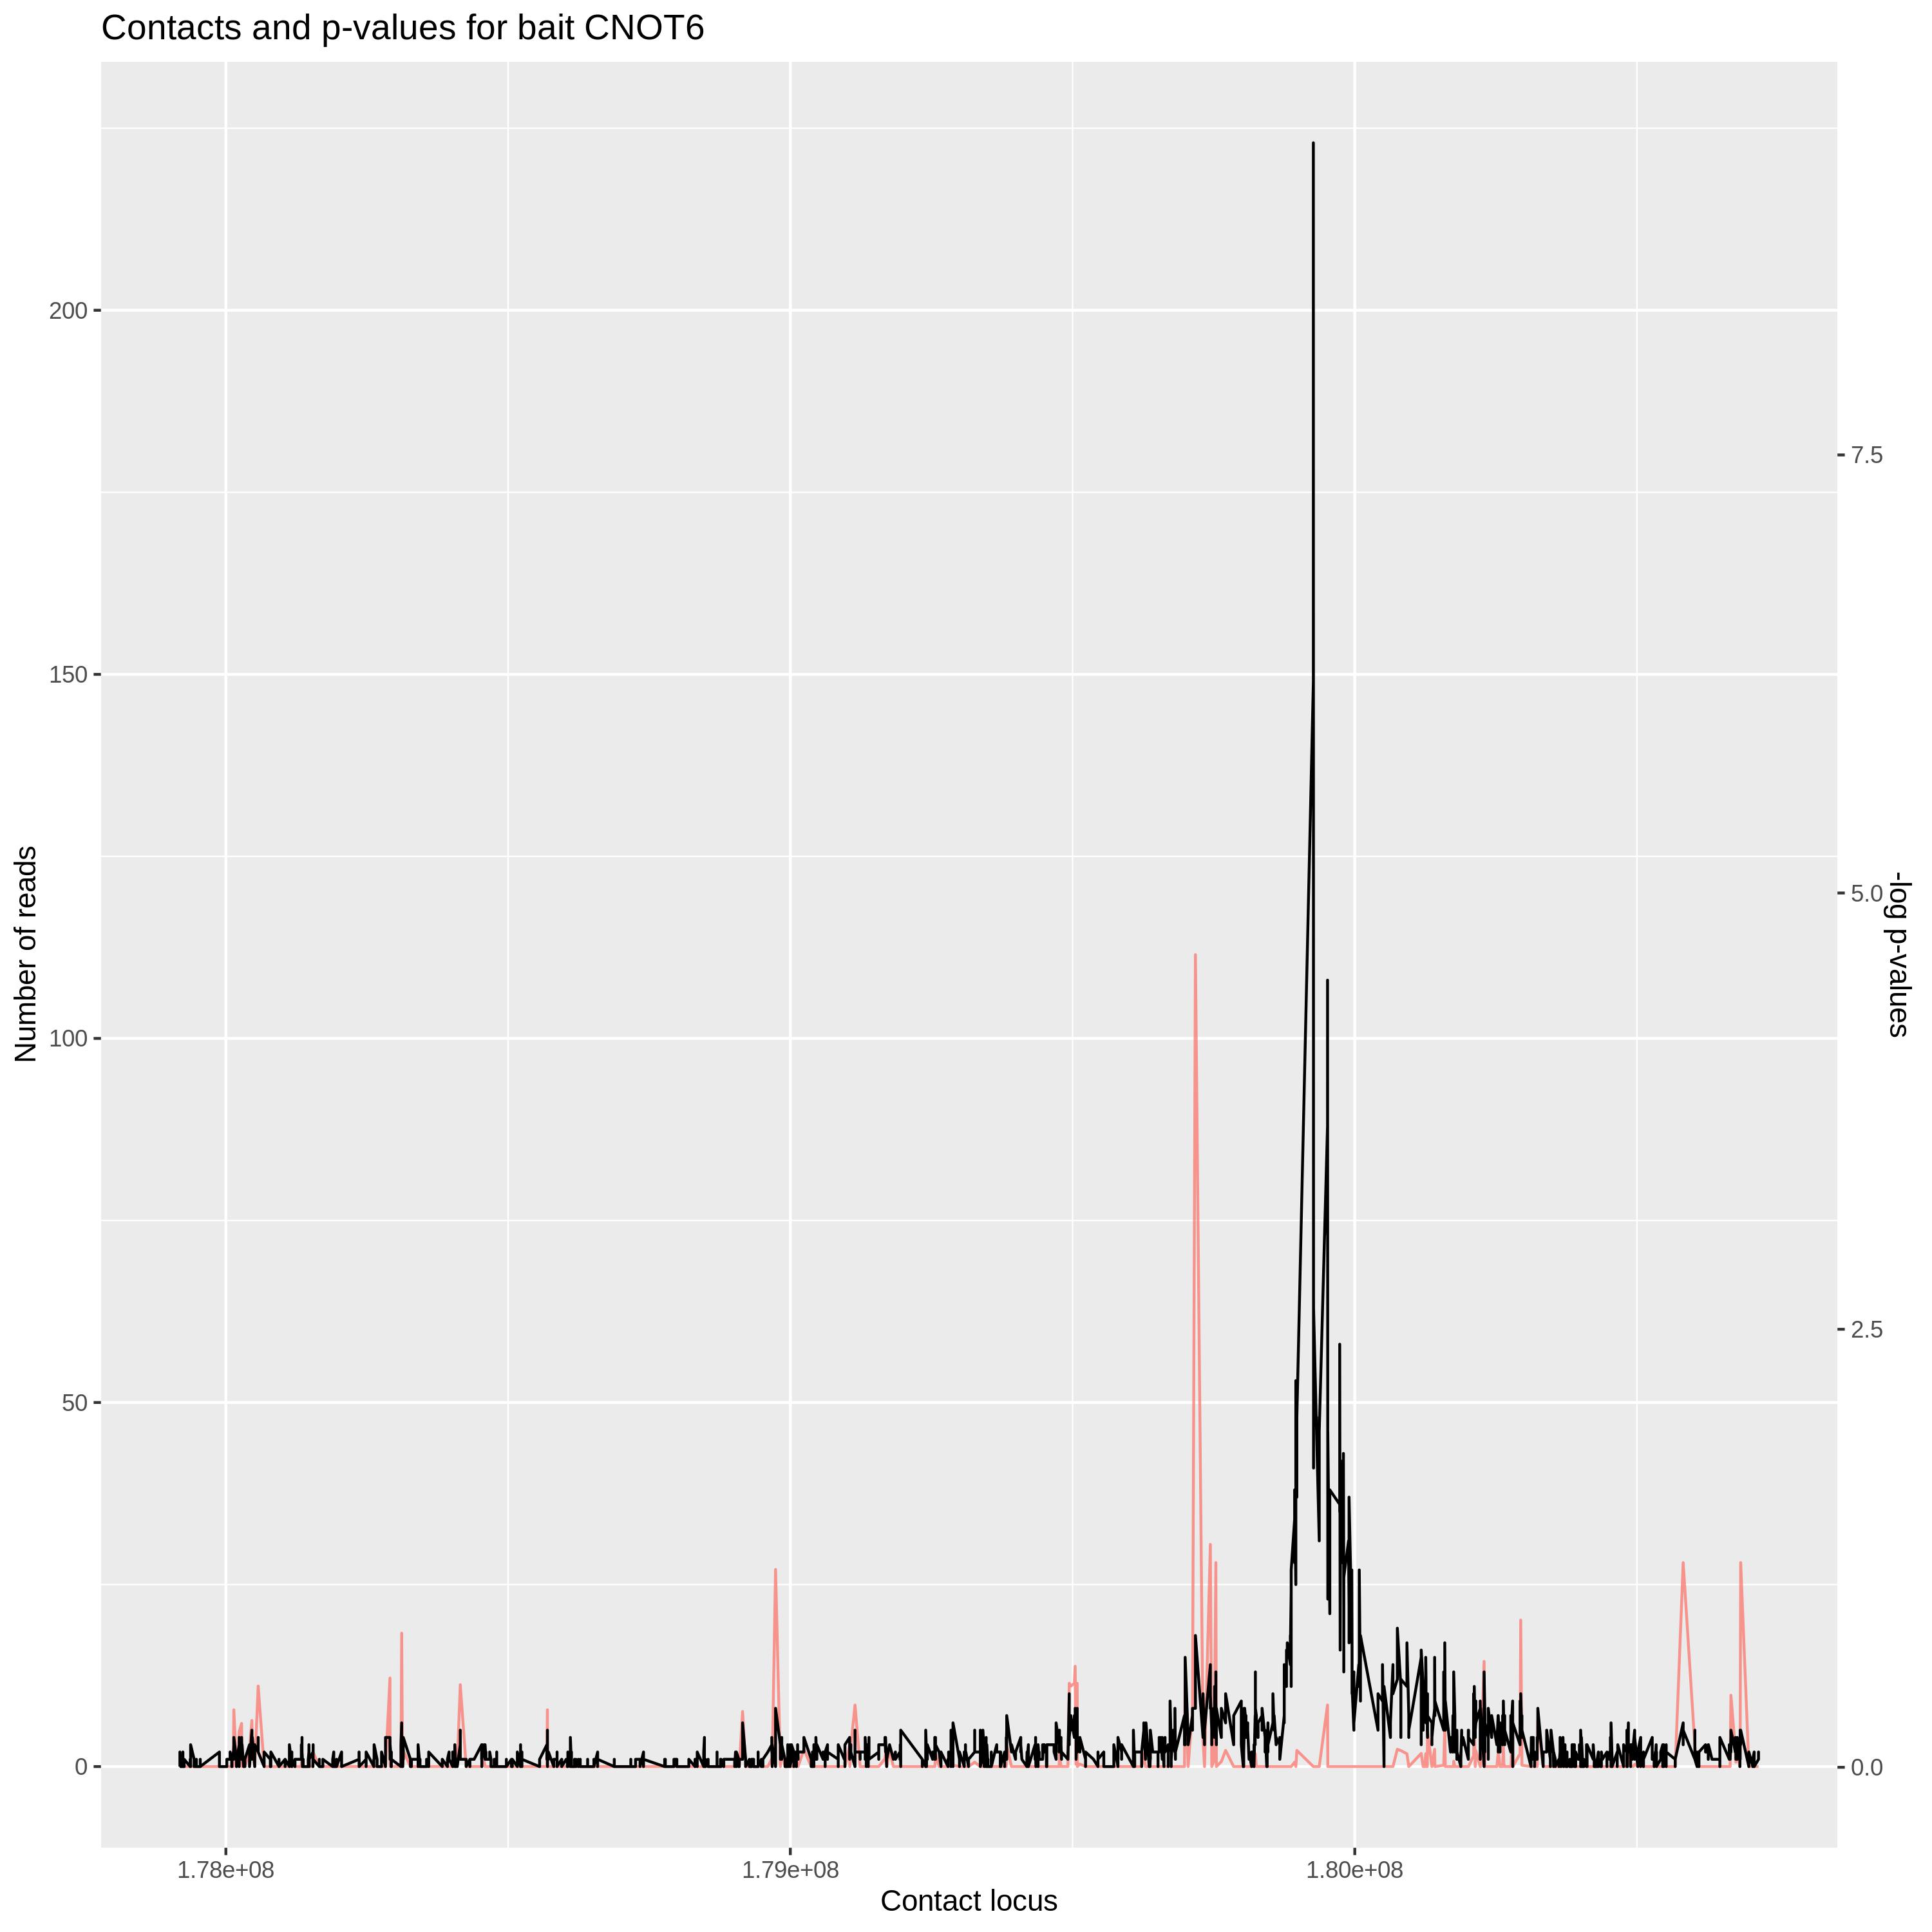 Contacts and p-values for bait CNOT6
200
150
100
50
0
Number of reads
7.5
5.0
2.5
0.0
-log p-values
1.78e+08
1.79e+08
1.80e+08
Contact locus